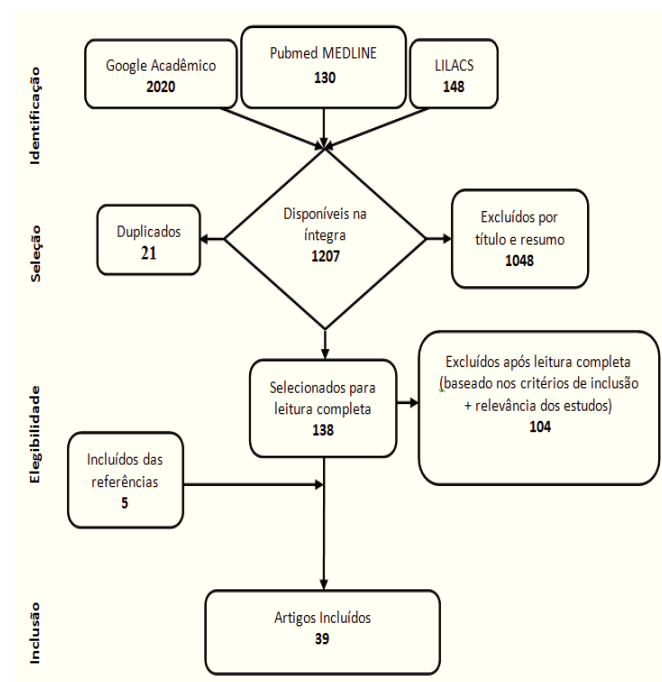 Identificação
Google Acadêmico
2020
Pubmed MEDLINE
130
LILACS
148
Seleção
Duplicados
21
Disponíveis na
íntegra
1207
Excluídos por
título e resumo
1048
Elegibilidade
Selecionados para
leitura completa
138
Excluídos após leitura completa
(baseado nos critérios de inclusão
+ relevância dos estudos)
104
Incluídos das
referências
5
Inclusão
Artigos Incluídos
39